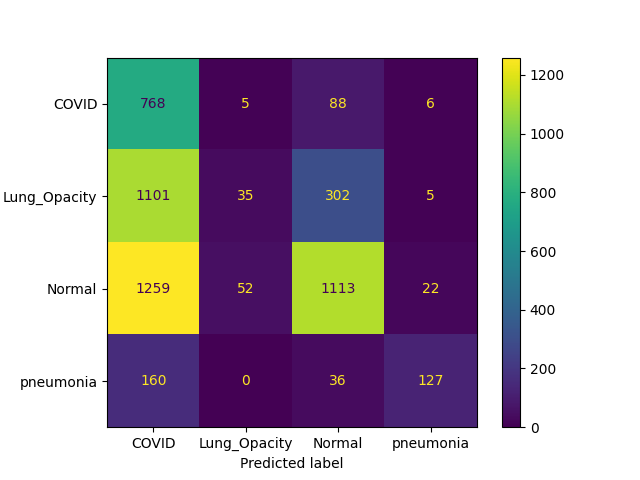 COVID 768 5 88 6
Lung_Opacity 1101 35 302 5
Normal 1259 52 1113 22
pneumonia 160 0 36 127
COVID Lung_Opacity Normal pneumonia
Predicted label
1200
1000
800
600
400
200
0